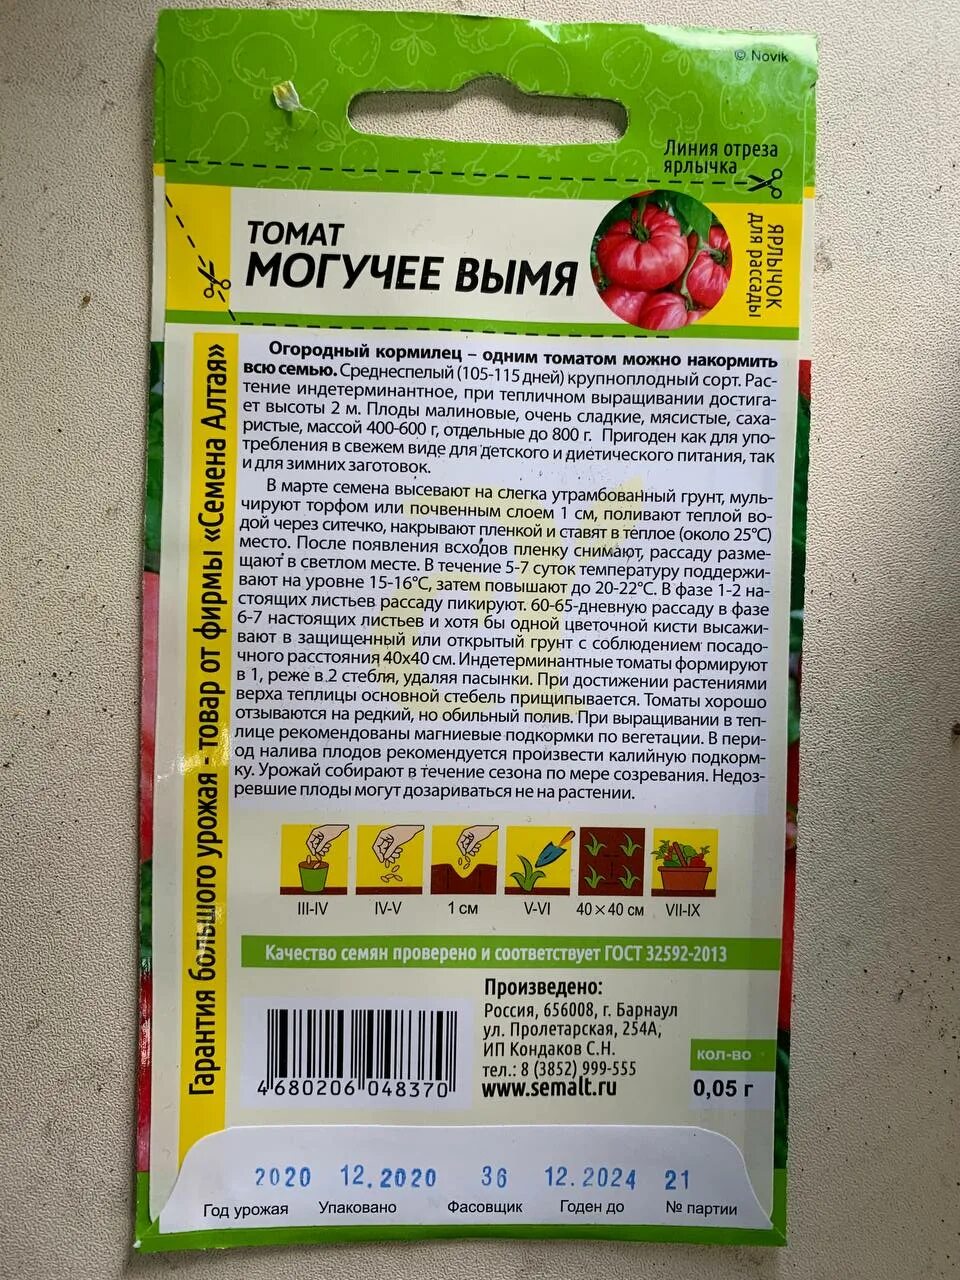 © Novik
Линия отреза
ярлычка
ТОМАТ
МОГУЧЕЕ ВЫМЯ
ЯРЛЫЧОК
для рассады
Гарантия большого урожая - товар от фирмы «Семена Алтая»
Огородный кормилец – одним томатом можно накормить
всю семью. Среднеспелый (105-115 дней) крупноплодный сорт. Рас-
тение индетерминантное, при тепличном выращивании достига-
ет высоты 2 м. Плоды малиновые, очень сладкие, мясистые, саха-
ристые, массой 400-600 г, отдельные до 800 г. Пригоден как для упо-
требления в свежем виде для детского и диетического питания, так
и для зимних заготовок.
В марте семена высевают на слегка утрамбованный грунт, муль-
чируют торфом или почвенным слоем 1 см, поливают теплой во-
дой через ситечко, накрывают пленкой и ставят в теплое (около 25°С)
место. После появления всходов пленку снимают, рассаду разме-
щают в светлом месте. В течение 5-7 суток температуру поддержи-
вают на уровне 15-16°С, затем повышают до 20-22°С. В фазе 1-2 на-
стоящих листьев рассаду пикируют. 60-65-дневную рассаду в фазе
6-7 настоящих листьев и хотя бы одной цветочной кисти высажи-
вают в защищенный или открытый грунт с соблюдением посадо-
чного расстояния 40х40 см. Индетерминантные томаты формируют
в 1, реже в 2 стебля, удаляя пасынки. При достижении растениями
верха теплицы основной стебель прищипывается. Томаты хорошо
отзываются на редкий, но обильный полив. При выращивании в теп-
лице рекомендованы магниевые подкормки по вегетации. В пери-
од налива плодов рекомендуется произвести калийную подкорм-
ку. Урожай собирают в течение сезона по мере созревания. Недоз-
ревшие плоды могут дозариваться не на растении.
III-IV IV-V 1 см V-VI 40 × 40 см VII-IX
Качество семян проверено и соответствует ГОСТ 32592-2013
Произведено:
Россия, 656008, г. Барнаул
ул. Пролетарская, 254А,
ИП Кондаков С.Н.
тел.: 8 (3852) 999-555
www.semalt.ru
кол-во
0,05 г
4 680206 048370
2020 12.2020 36 12.2024 21
Год урожая Упаковано Фасовщик Годен до № партии